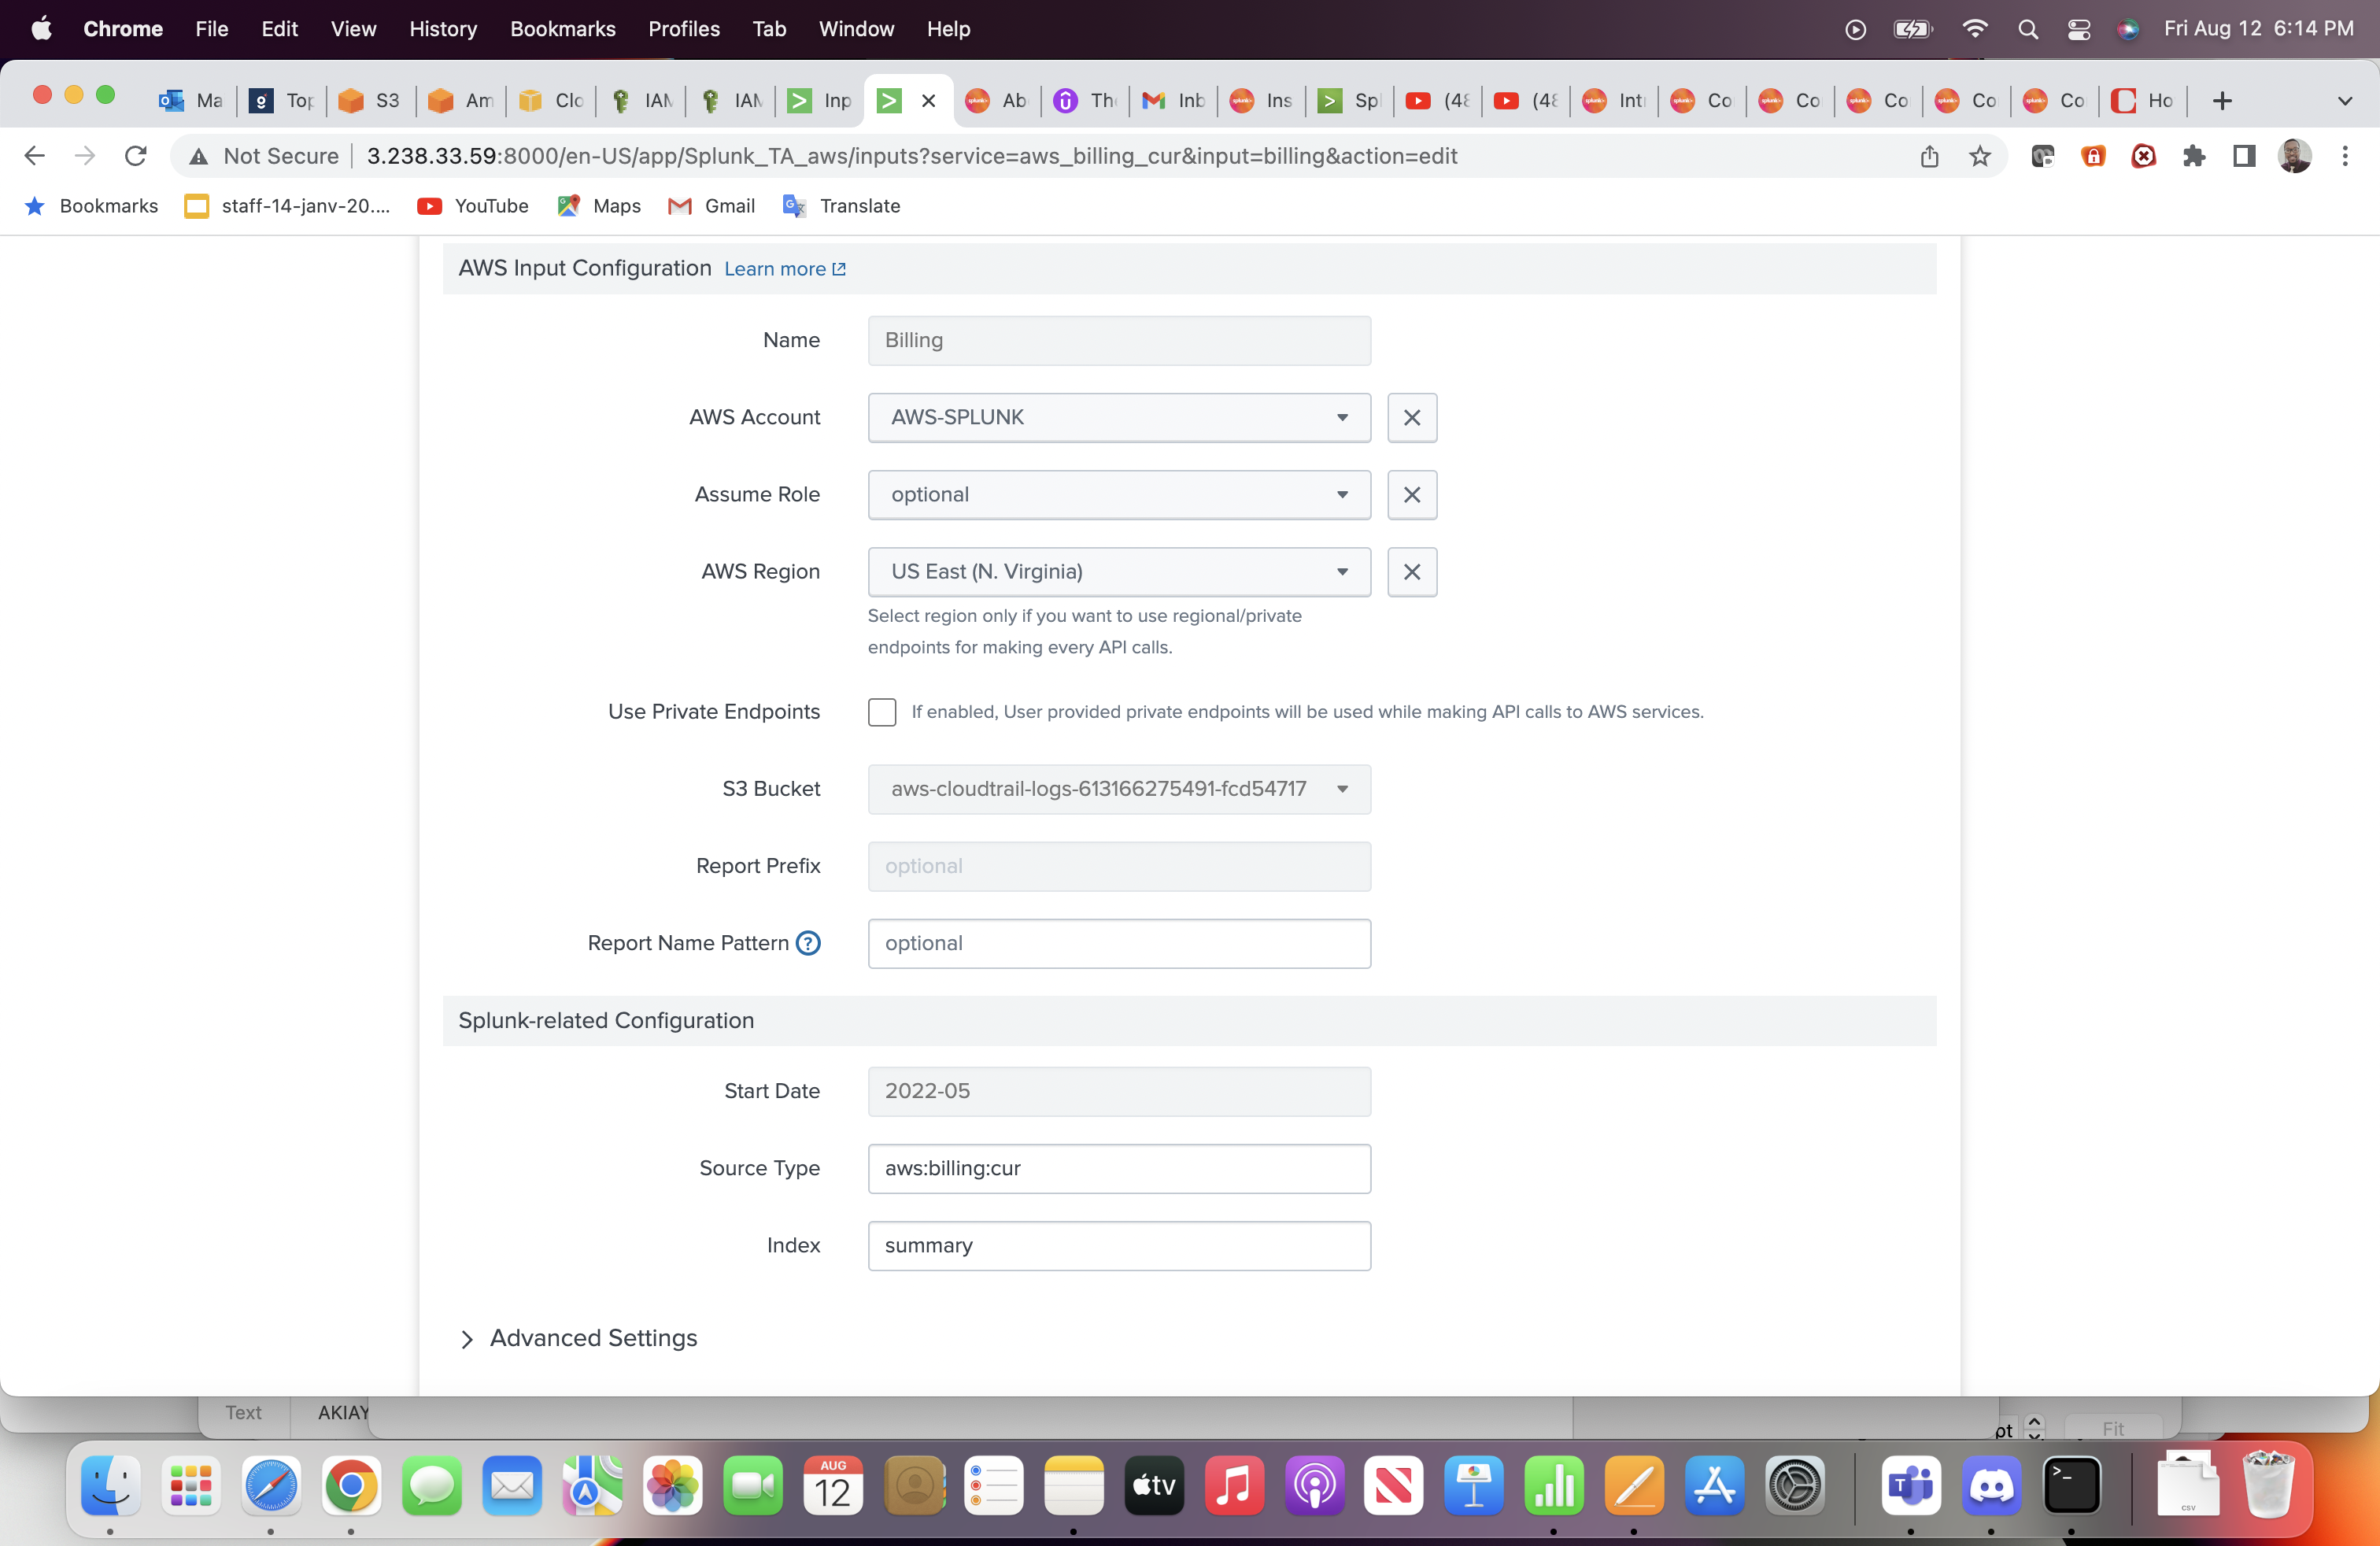 Chrome File Edit View History Bookmarks Profiles Tab Window Help Fri Aug 12 6:14 PM
Ma Top S3 Am Clo IAM IAM Inp Ab Th Inb Ins Spl (48 (48 Int Co Co Co Co Co Ho
Not Secure 3.238.33.59:8000/en-US/app/Splunk_TA_aws/inputs?service=aws_billing_cur&input=billing&action=edit
Bookmarks staff-14-janv-20.... YouTube Maps Gmail Translate
AWS Input Configuration Learn more
Name Billing
AWS Account AWS-SPLUNK
Assume Role optional
AWS Region US East (N. Virginia)
Select region only if you want to use regional/private
endpoints for making every API calls.
Use Private Endpoints If enabled, User provided private endpoints will be used while making API calls to AWS services.
S3 Bucket aws-cloudtrail-logs-613166275491-fcd54717
Report Prefix optional
Report Name Pattern ? optional
Splunk-related Configuration
Start Date 2022-05
Source Type aws:billing:cur
Index summary
Advanced Settings
Text AKIAY pt Fit
AUG
12
tv
CSV